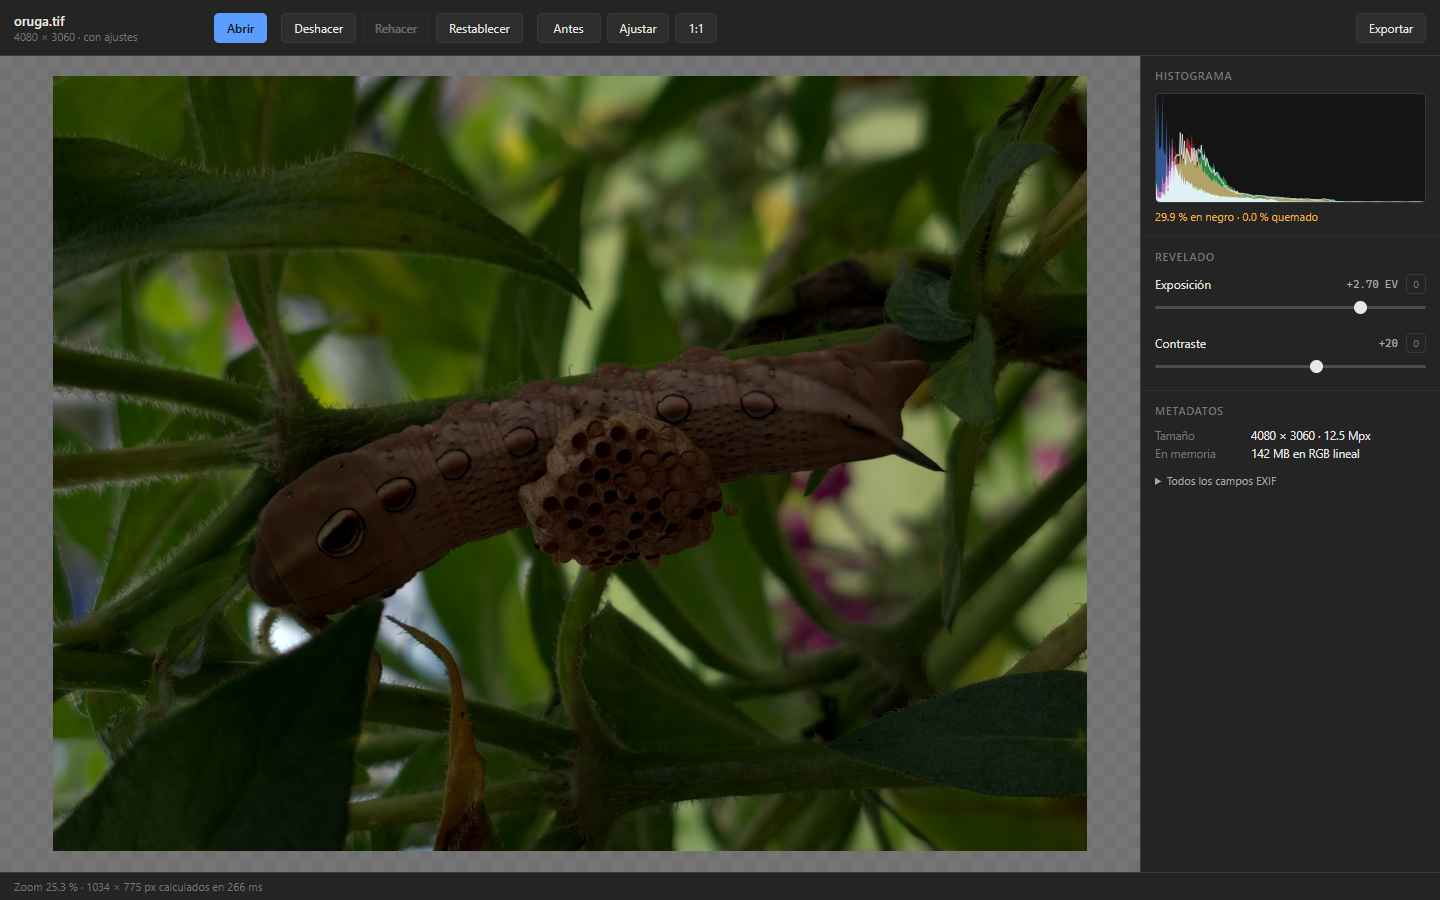 oruga.tif
4080 × 3060 · con ajustes
Abrir
Deshacer
Rehacer
Restablecer
Antes
Ajustar
1:1
Exportar
HISTOGRAMA
29.9 % en negro · 0.0 % quemado
REVELADO
Exposición +2.70 EV 0
Contraste +20 0
METADATOS
Tamaño 4080 × 3060 · 12.5 Mpx
En memoria 142 MB en RGB lineal
▶ Todos los campos EXIF
Zoom 25.3 % · 1034 × 775 px calculados en 266 ms